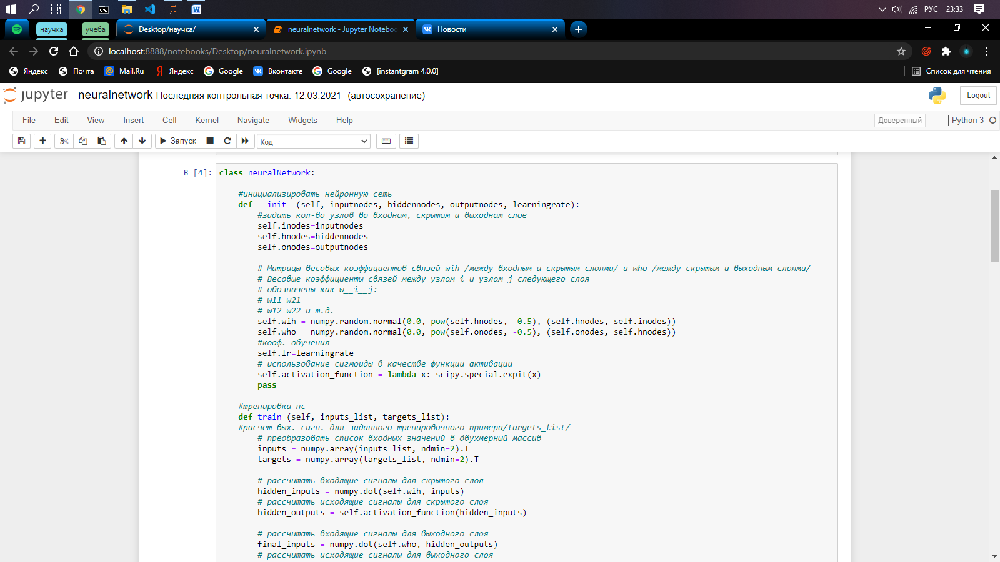 РУС
23:33
научка
учёба
Desktop/научка/
neuralnetwork - Jupyter Notebo
Новости
localhost:8888/notebooks/Desktop/neuralnetwork.ipynb
Яндекс
Почта
Mail.Ru
Яндекс
Google
Вконтакте
Google
[instantgram 4.0.0]
Список для чтения
jupyter
neuralnetwork Последняя контрольная точка: 12.03.2021 (автосохранение)
Logout
File
Edit
View
Insert
Cell
Kernel
Navigate
Widgets
Help
Доверенный
Python 3
Запуск
Код
В [4]:
class neuralNetwork:
#инициализировать нейронную сеть
def __init__(self, inputnodes, hiddennodes, outputnodes, learningrate):
#задать кол-во узлов во входном, скрытом и выходном слое
self.inodes=inputnodes
self.hnodes=hiddennodes
self.onodes=outputnodes
# Матрицы весовых коэффициентов связей wih /между входным и скрытым слоями/ и who /между скрытым и выходным слоями/
# Весовые коэффициенты связей между узлом i и узлом j следующего слоя
# обозначены как w__i__j:
# w11 w21
# w12 w22 и т.д.
self.wih = numpy.random.normal(0.0, pow(self.hnodes, -0.5), (self.hnodes, self.inodes))
self.who = numpy.random.normal(0.0, pow(self.onodes, -0.5), (self.onodes, self.hnodes))
#кооф. обучения
self.lr=learningrate
# использование сигмоиды в качестве функции активации
self.activation_function = lambda x: scipy.special.expit(x)
pass
#тренировка нс
def train (self, inputs_list, targets_list):
#расчёт вых. сигн. для заданного тренировочного примера/targets_list/
# преобразовать список входных значений в двухмерный массив
inputs = numpy.array(inputs_list, ndmin=2).T
targets = numpy.array(targets_list, ndmin=2).T
# рассчитать входящие сигналы для скрытого слоя
hidden_inputs = numpy.dot(self.wih, inputs)
# рассчитать исходящие сигналы для скрытого слоя
hidden_outputs = self.activation_function(hidden_inputs)
# рассчитать входящие сигналы для выходного слоя
final_inputs = numpy.dot(self.who, hidden_outputs)
# рассчитать исходящие сигналы для выходного слоя